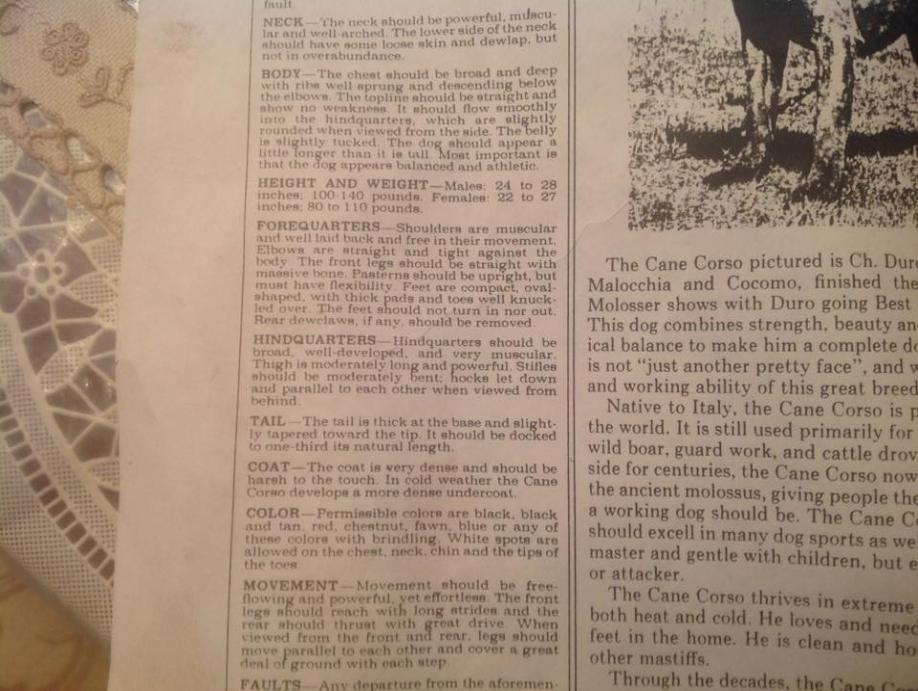 fault.
NECK—The neck should be powerful, muscu-
lar and well-arched. The lower side of the neck
should have some loose skin and dewlap, but
not in overabundance.
BODY—The chest should be broad and deep
with ribs well sprung and descending below
the elbows. The topline should be straight and
show no weakness. It should flow smoothly
into the hindquarters, which are slightly
rounded when viewed from the side. The belly
is slightly tucked. The dog should appear a
little longer than it is tall. Most important is
that the dog appears balanced and athletic.
HEIGHT AND WEIGHT—Males: 24 to 28
inches; 100-140 pounds. Females: 22 to 27
inches; 80 to 110 pounds.
FOREQUARTERS—Shoulders are muscular
and well laid back and free in their movement.
Elbows are straight and tight against the
body. The front legs should be straight with
massive bone. Pasterns should be upright, but
must have flexibility. Feet are compact, oval-
shaped, with thick pads and toes well knuck-
led over. The feet should not turn in nor out.
Rear dewclaws, if any, should be removed.
HINDQUARTERS—Hindquarters should be
broad, well-developed, and very muscular.
Thigh is moderately long and powerful. Stifles
should be moderately bent; hocks let down
and parallel to each other when viewed from
behind.
TAIL—The tail is thick at the base and slight-
ly tapered toward the tip. It should be docked
to one-third its natural length.
COAT—The coat is very dense and should be
harsh to the touch. In cold weather the Cane
Corso develops a more dense undercoat.
COLOR—Permissible colors are black, black
and tan, red, chestnut, fawn, blue or any of
these colors with brindling. White spots are
allowed on the chest, neck, chin and the tips of
the toes.
MOVEMENT—Movement should be free-
flowing and powerful, yet effortless. The front
legs should reach with long strides and the
rear should thrust with great drive. When
viewed from the front and rear, legs should
move parallel to each other and cover a great
deal of ground with each step.
FAULTS—Any departure from the aforemen-
The Cane Corso pictured is Ch. Duro
Malocchia and Cocomo, finished the
Molosser shows with Duro going Best
This dog combines strength, beauty an
ical balance to make him a complete do
is not "just another pretty face", and w
and working ability of this great breed
Native to Italy, the Cane Corso is p
the world. It is still used primarily for
wild boar, guard work, and cattle drov
side for centuries, the Cane Corso now
the ancient molossus, giving people the
a working dog should be. The Cane Co
should excell in many dog sports as we
master and gentle with children, but e
or attacker.
The Cane Corso thrives in extreme
both heat and cold. He loves and need
feet in the home. He is clean and ho
other mastiffs.
Through the decades, the Cane Co